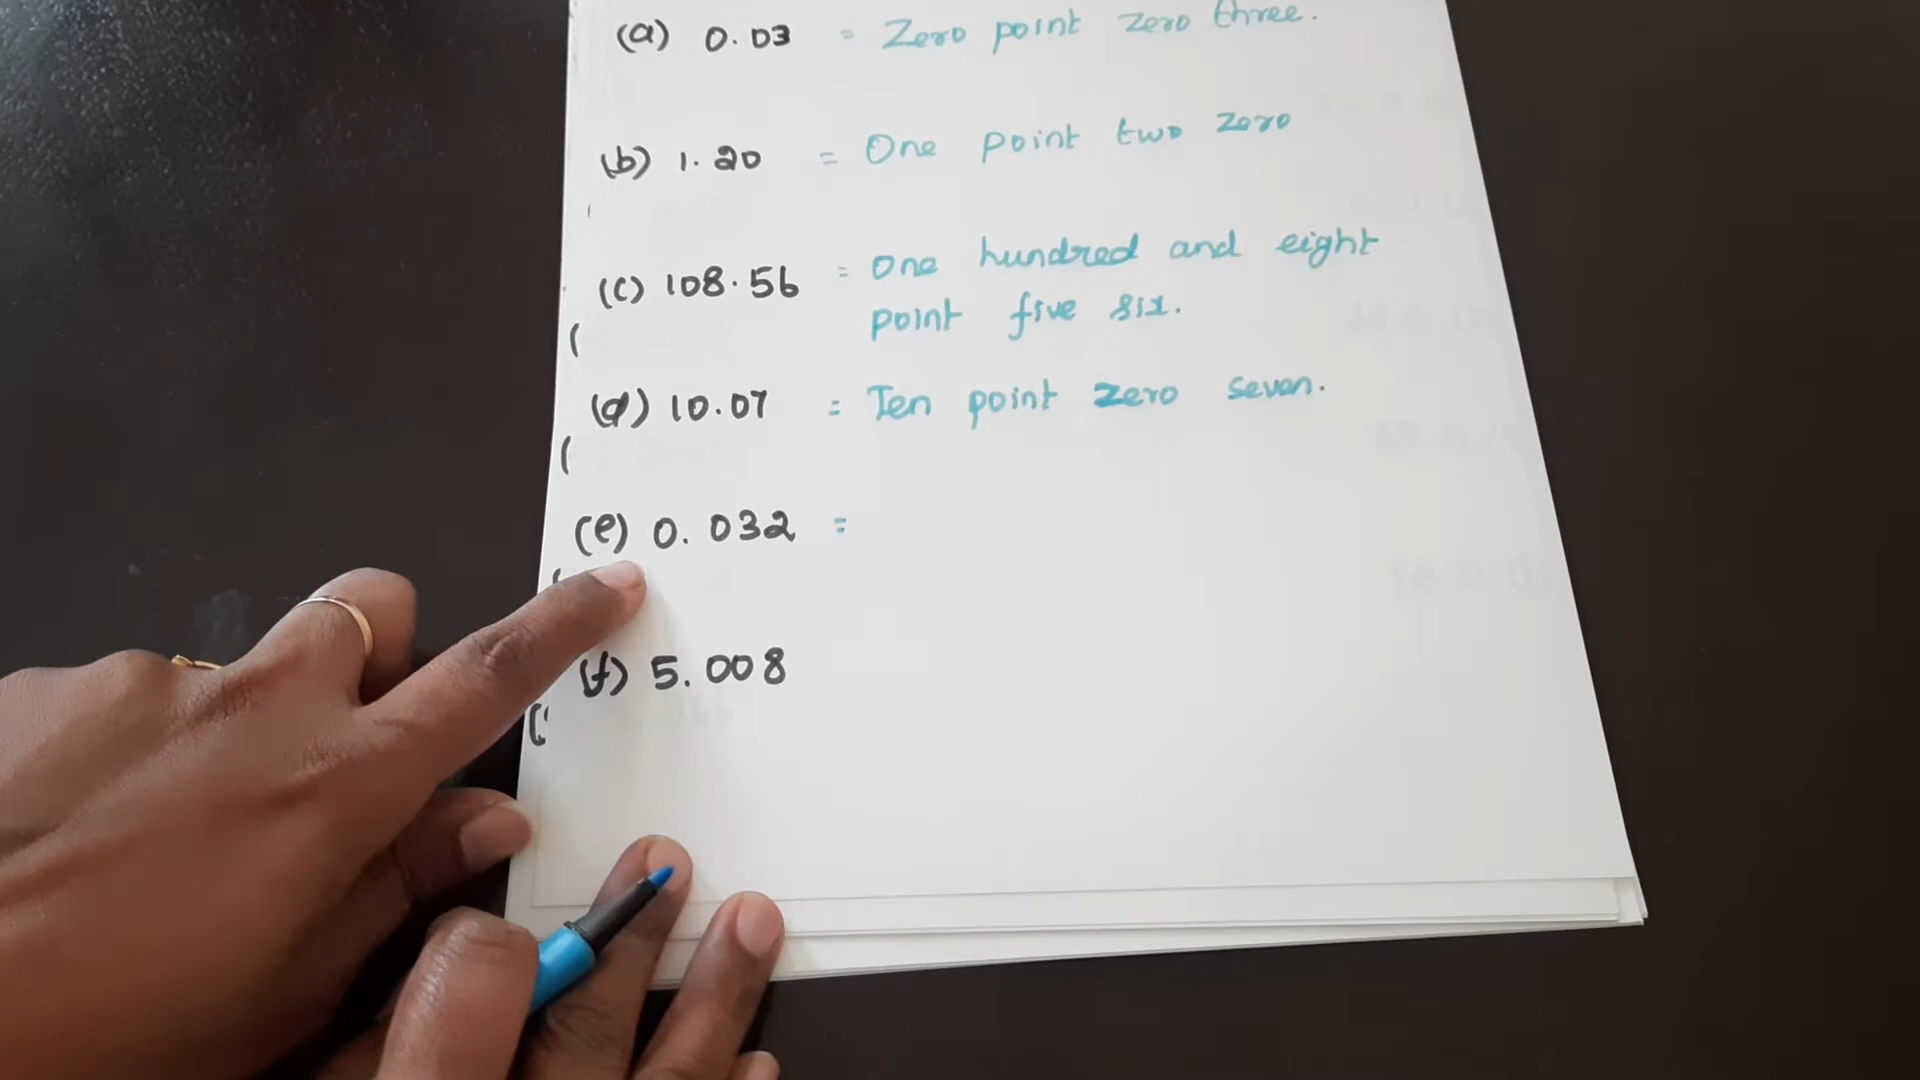 (a) 0.03 = Zero point zero three.
(b) 1.20 = One point two zero
(c) 108.56 = One hundred and eight
point five six.
(d) 10.07 = Ten point zero seven.
(e) 0.032 =
(f) 5.008